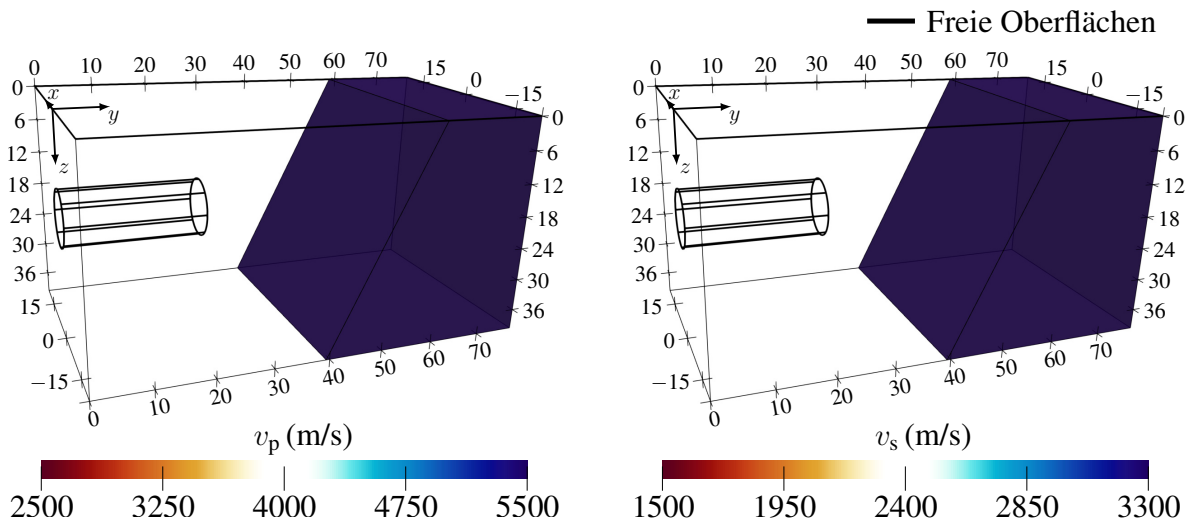 Freie Oberflächen
0 10 20 30 40 50 60 70 15 0 −15
0 10 20 30 40 50 60 70 15 0 −15
x
y
z
x
y
z
0 6 12 18 24 30 36
0 6 12 18 24 30 36
0 6 12 18 24 30 36
0 6 12 18 24 30 36
15 0 −15
15 0 −15
0 10 20 30 40 50 60 70
0 10 20 30 40 50 60 70
vp (m/s)
2500 3250 4000 4750 5500
vs (m/s)
1500 1950 2400 2850 3300